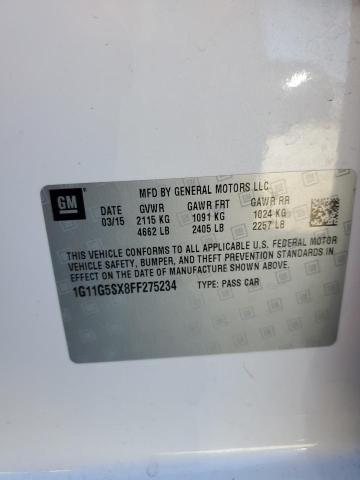 GM
MFD BY GENERAL MOTORS LLC
DATE GVWR GAWR FRT GAWR RR
03/15 2115 KG 1091 KG 1024 KG
4662 LB 2405 LB 2257 LB
THIS VEHICLE CONFORMS TO ALL APPLICABLE U.S. FEDERAL MOTOR
VEHICLE SAFETY, BUMPER, AND THEFT PREVENTION STANDARDS IN
EFFECT ON THE DATE OF MANUFACTURE SHOWN ABOVE.
1G11G5SX8FF275234 TYPE: PASS CAR